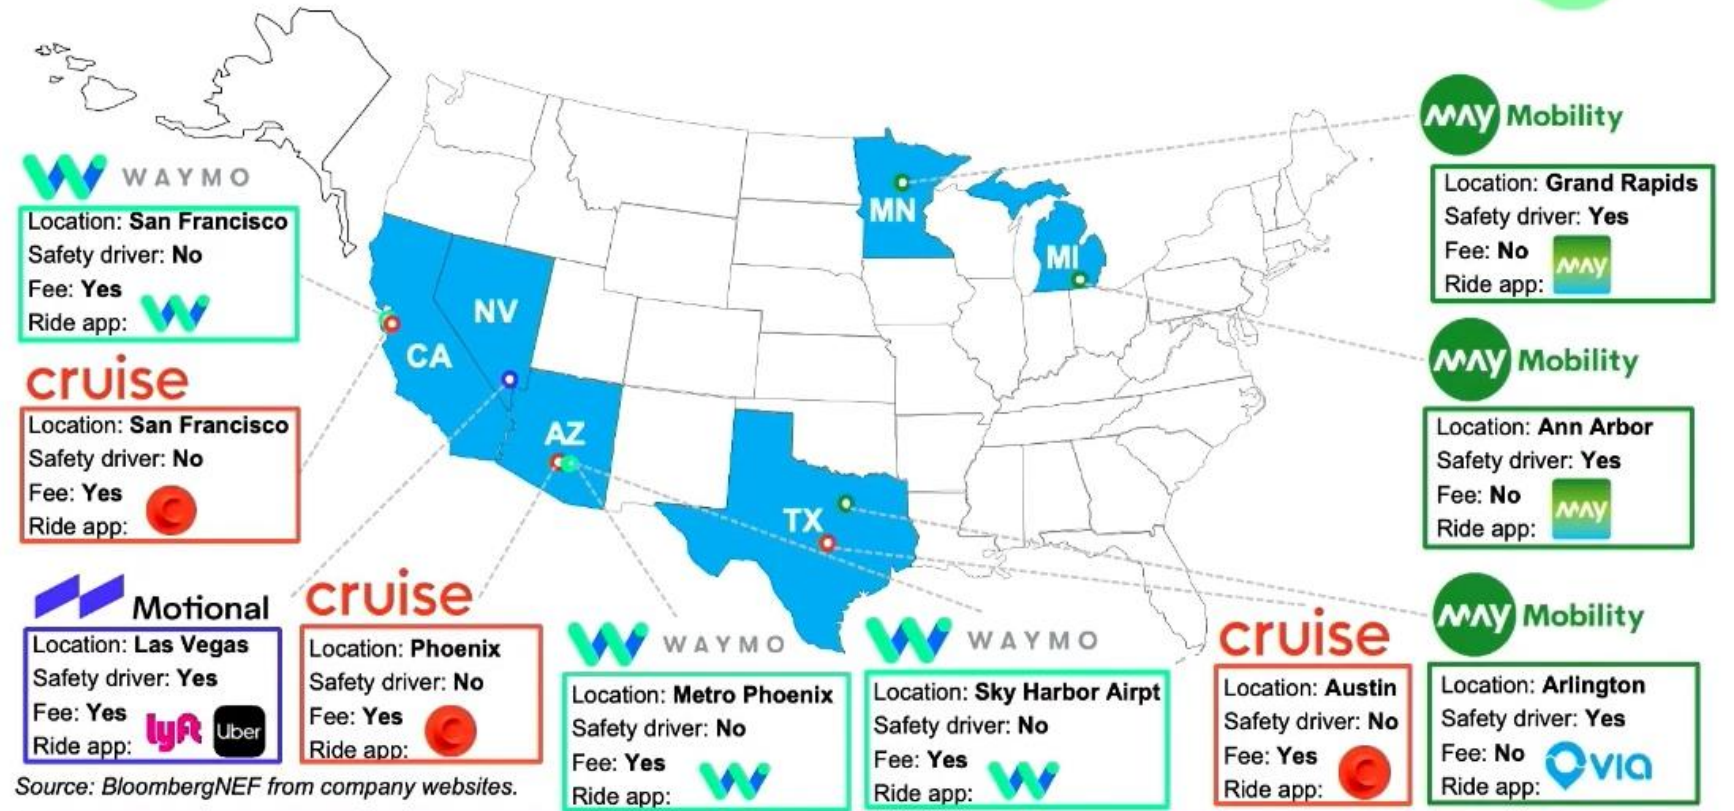 WAYMO
Location: San Francisco
Safety driver: No
Fee: Yes
Ride app:
cruise
Location: San Francisco
Safety driver: No
Fee: Yes
Ride app:
C
Motional
Location: Las Vegas
Safety driver: Yes
Fee: Yes
Ride app:
lyft
Uber
cruise
Location: Phoenix
Safety driver: No
Fee: Yes
Ride app:
C
WAYMO
Location: Metro Phoenix
Safety driver: No
Fee: Yes
Ride app:
WAYMO
Location: Sky Harbor Airpt
Safety driver: No
Fee: Yes
Ride app:
cruise
Location: Austin
Safety driver: No
Fee: Yes
Ride app:
C
MAY Mobility
Location: Grand Rapids
Safety driver: Yes
Fee: No
Ride app:
MAY
MAY Mobility
Location: Ann Arbor
Safety driver: Yes
Fee: No
Ride app:
MAY
MAY Mobility
Location: Arlington
Safety driver: Yes
Fee: No
Ride app:
via
MN
MI
NV
CA
AZ
TX
Source: BloombergNEF from company websites.